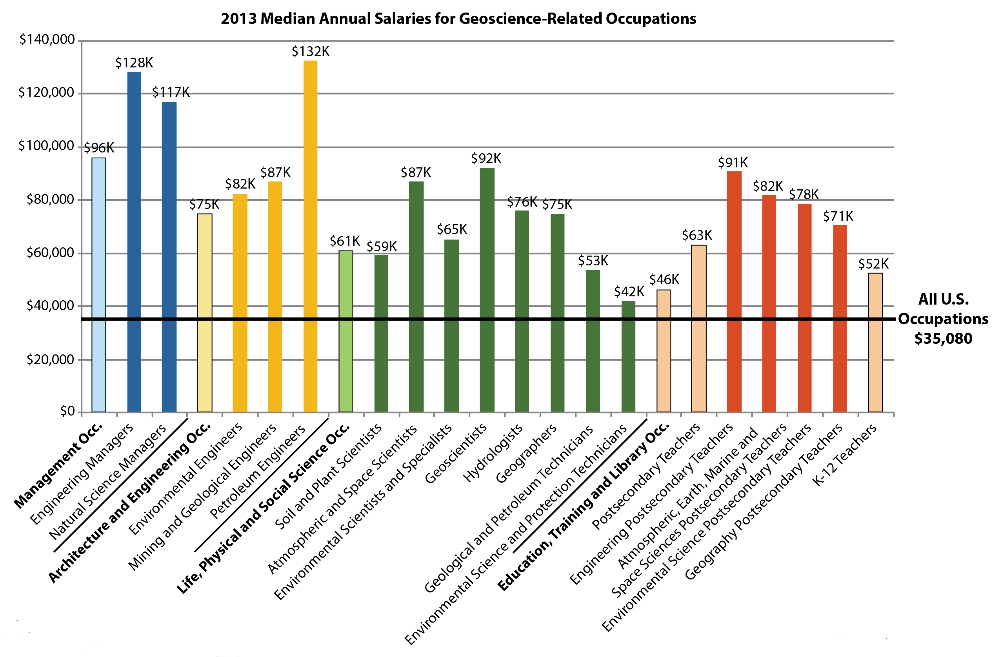 2013 Median Annual Salaries for Geoscience-Related Occupations
$140,000
$120,000
$100,000
$80,000
$60,000
$40,000
$20,000
$0
$96K
$128K
$117K
$75K
$82K
$87K
$132K
$61K
$59K
$87K
$65K
$92K
$76K
$75K
$53K
$42K
$46K
$63K
$91K
$82K
$78K
$71K
$52K
All U.S.
Occupations
$35,080
Management Occ.
Engineering Managers
Natural Science Managers
Architecture and Engineering Occ.
Environmental Engineers
Mining and Geological Engineers
Petroleum Engineers
Life, Physical and Social Science Occ.
Soil and Plant Scientists
Atmospheric and Space Scientists
Environmental Scientists and Specialists
Geoscientists
Hydrologists
Geographers
Geological and Petroleum Technicians
Environmental Science and Protection Technicians
Education, Training and Library Occ.
Postsecondary Teachers
Engineering Postsecondary Teachers
Atmospheric, Earth, Marine and
Space Sciences Postsecondary Teachers
Environmental Science Postsecondary Teachers
Geography Postsecondary Teachers
K-12 Teachers